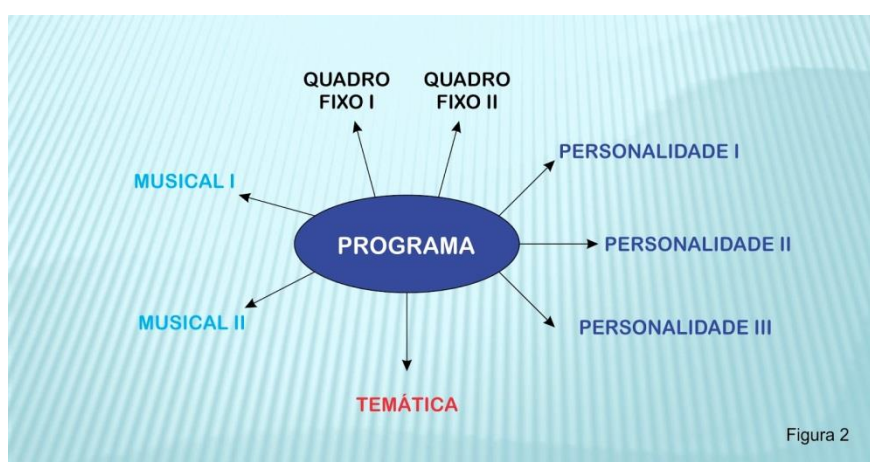 QUADRO
FIXO I
QUADRO
FIXO II
PERSONALIDADE I
MUSICAL I
PROGRAMA
PERSONALIDADE II
MUSICAL II
PERSONALIDADE III
TEMÁTICA
Figura 2